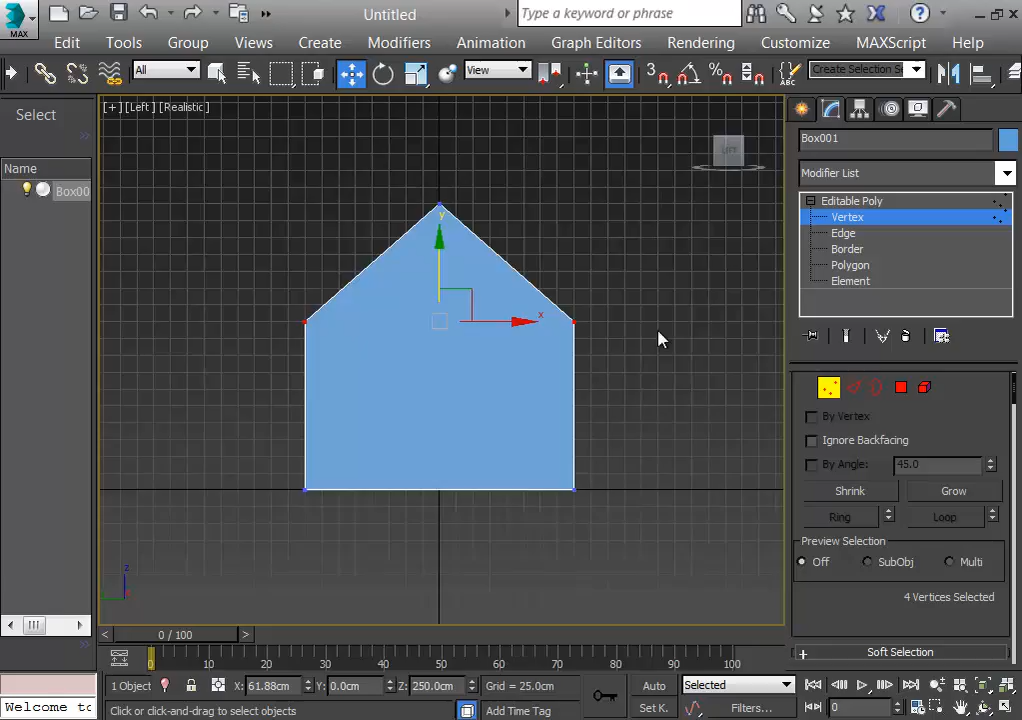 Untitled
Type a keyword or phrase
MAX
Edit Tools Group Views Create Modifiers Animation Graph Editors Rendering Customize MAXScript Help
All
View
3
%
ABC
Create Selection Se
Select
[+] [Left] [Realistic]
LEFT
Name
Box00
Box001
Modifier List
Editable Poly
Vertex
Edge
Border
Polygon
Element
y
x
By Vertex
Ignore Backfacing
By Angle: 45.0
Shrink Grow
Ring Loop
Preview Selection
Off SubObj Multi
4 Vertices Selected
z
Soft Selection
0 / 100
0 10 20 30 40 50 60 70 80 90 100
1 Object X: 61.88cm Y: 0.0cm Z: 250.0cm Grid = 25.0cm Auto Selected
Welcome to Click or click-and-drag to select objects Add Time Tag Set K. Filters... 0